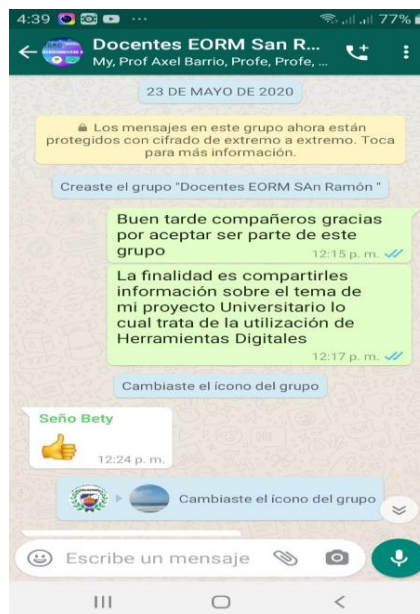 4:39 ... 77%
Docentes EORM San R...
My, Prof Axel Barrio, Profe, Profe, ...
23 DE MAYO DE 2020
Los mensajes en este grupo ahora están
protegidos con cifrado de extremo a extremo. Toca
para más información.
Creaste el grupo "Docentes EORM SAn Ramón "
Buen tarde compañeros gracias
por aceptar ser parte de este
grupo
12:15 p. m.
La finalidad es compartirles
información sobre el tema de
mi proyecto Universitario lo
cual trata de la utilización de
Herramientas Digitales
12:17 p. m.
Cambiaste el ícono del grupo
Seño Bety
12:24 p. m.
Cambiaste el ícono del grupo
Escribe un mensaje